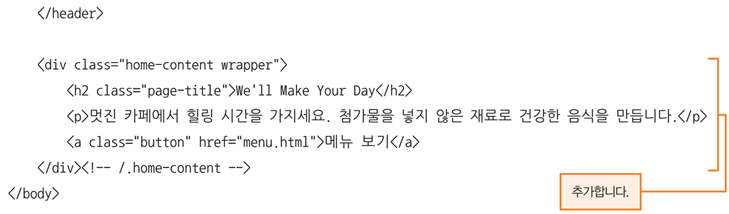 </header>
<div class="home-content wrapper">
<h2 class="page-title">We'll Make Your Day</h2>
<p>멋진 카페에서 힐링 시간을 가지세요. 첨가물을 넣지 않은 재료로 건강한 음식을 만듭니다.</p>
<a class="button" href="menu.html">메뉴 보기</a>
</div><!-- /.home-content -->
추가합니다.
</body>